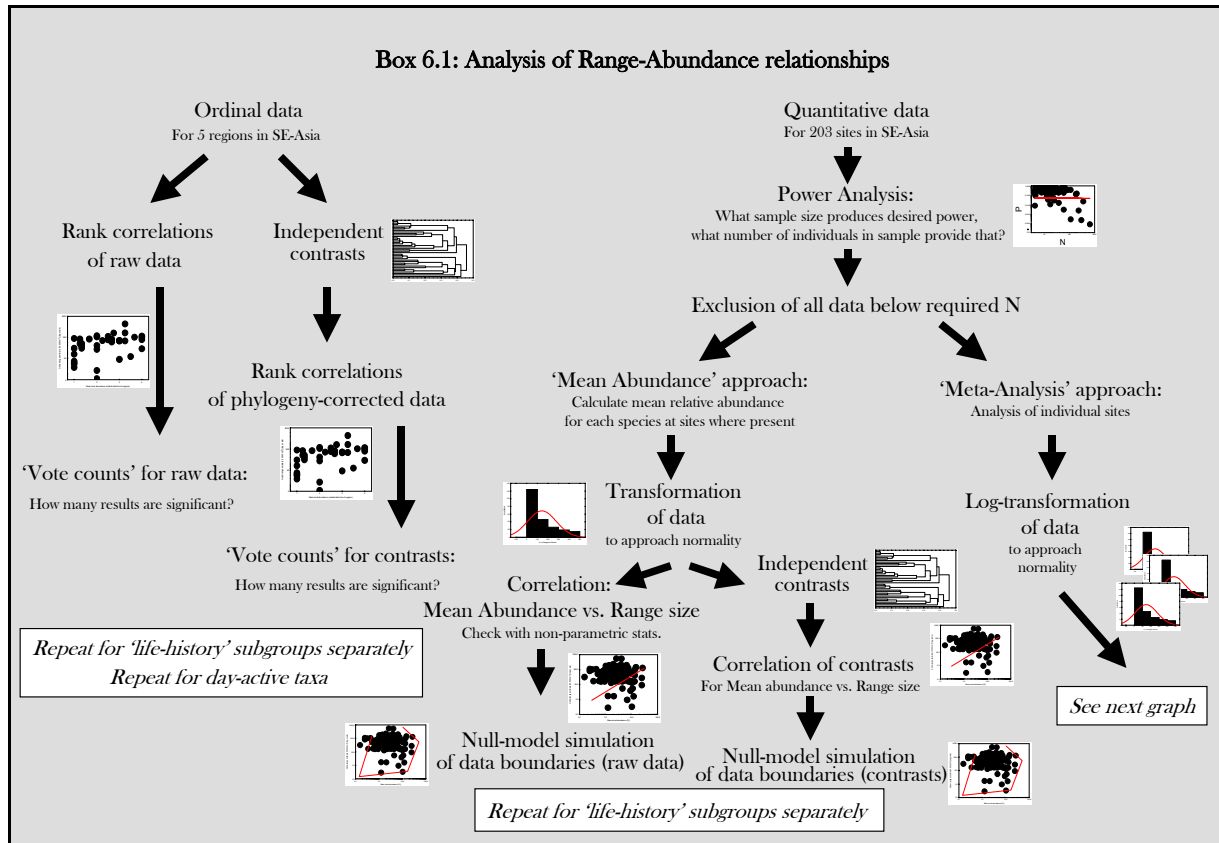 Box 6.1: Analysis of Range-Abundance relationships
Ordinal data
For 5 regions in SE-Asia
Rank correlations
of raw data
Independent
contrasts
Rank correlations
of phylogeny-corrected data
‘Vote counts’ for raw data:
How many results are significant?
‘Vote counts’ for contrasts:
How many results are significant?
Repeat for ‘life-history’ subgroups separately
Repeat for day-active taxa
Quantitative data
For 203 sites in SE-Asia
Power Analysis:
What sample size produces desired power,
what number of individuals in sample provide that?
P
N
Exclusion of all data below required N
‘Mean Abundance’ approach:
Calculate mean relative abundance
for each species at sites where present
Transformation
of data
to approach normality
Correlation:
Mean Abundance vs. Range size
Check with non-parametric stats.
Null-model simulation
of data boundaries (raw data)
Independent
contrasts
Correlation of contrasts
For Mean abundance vs. Range size
Null-model simulation
of data boundaries (contrasts)
Repeat for ‘life-history’ subgroups separately
‘Meta-Analysis’ approach:
Analysis of individual sites
Log-transformation
of data
to approach
normality
See next graph